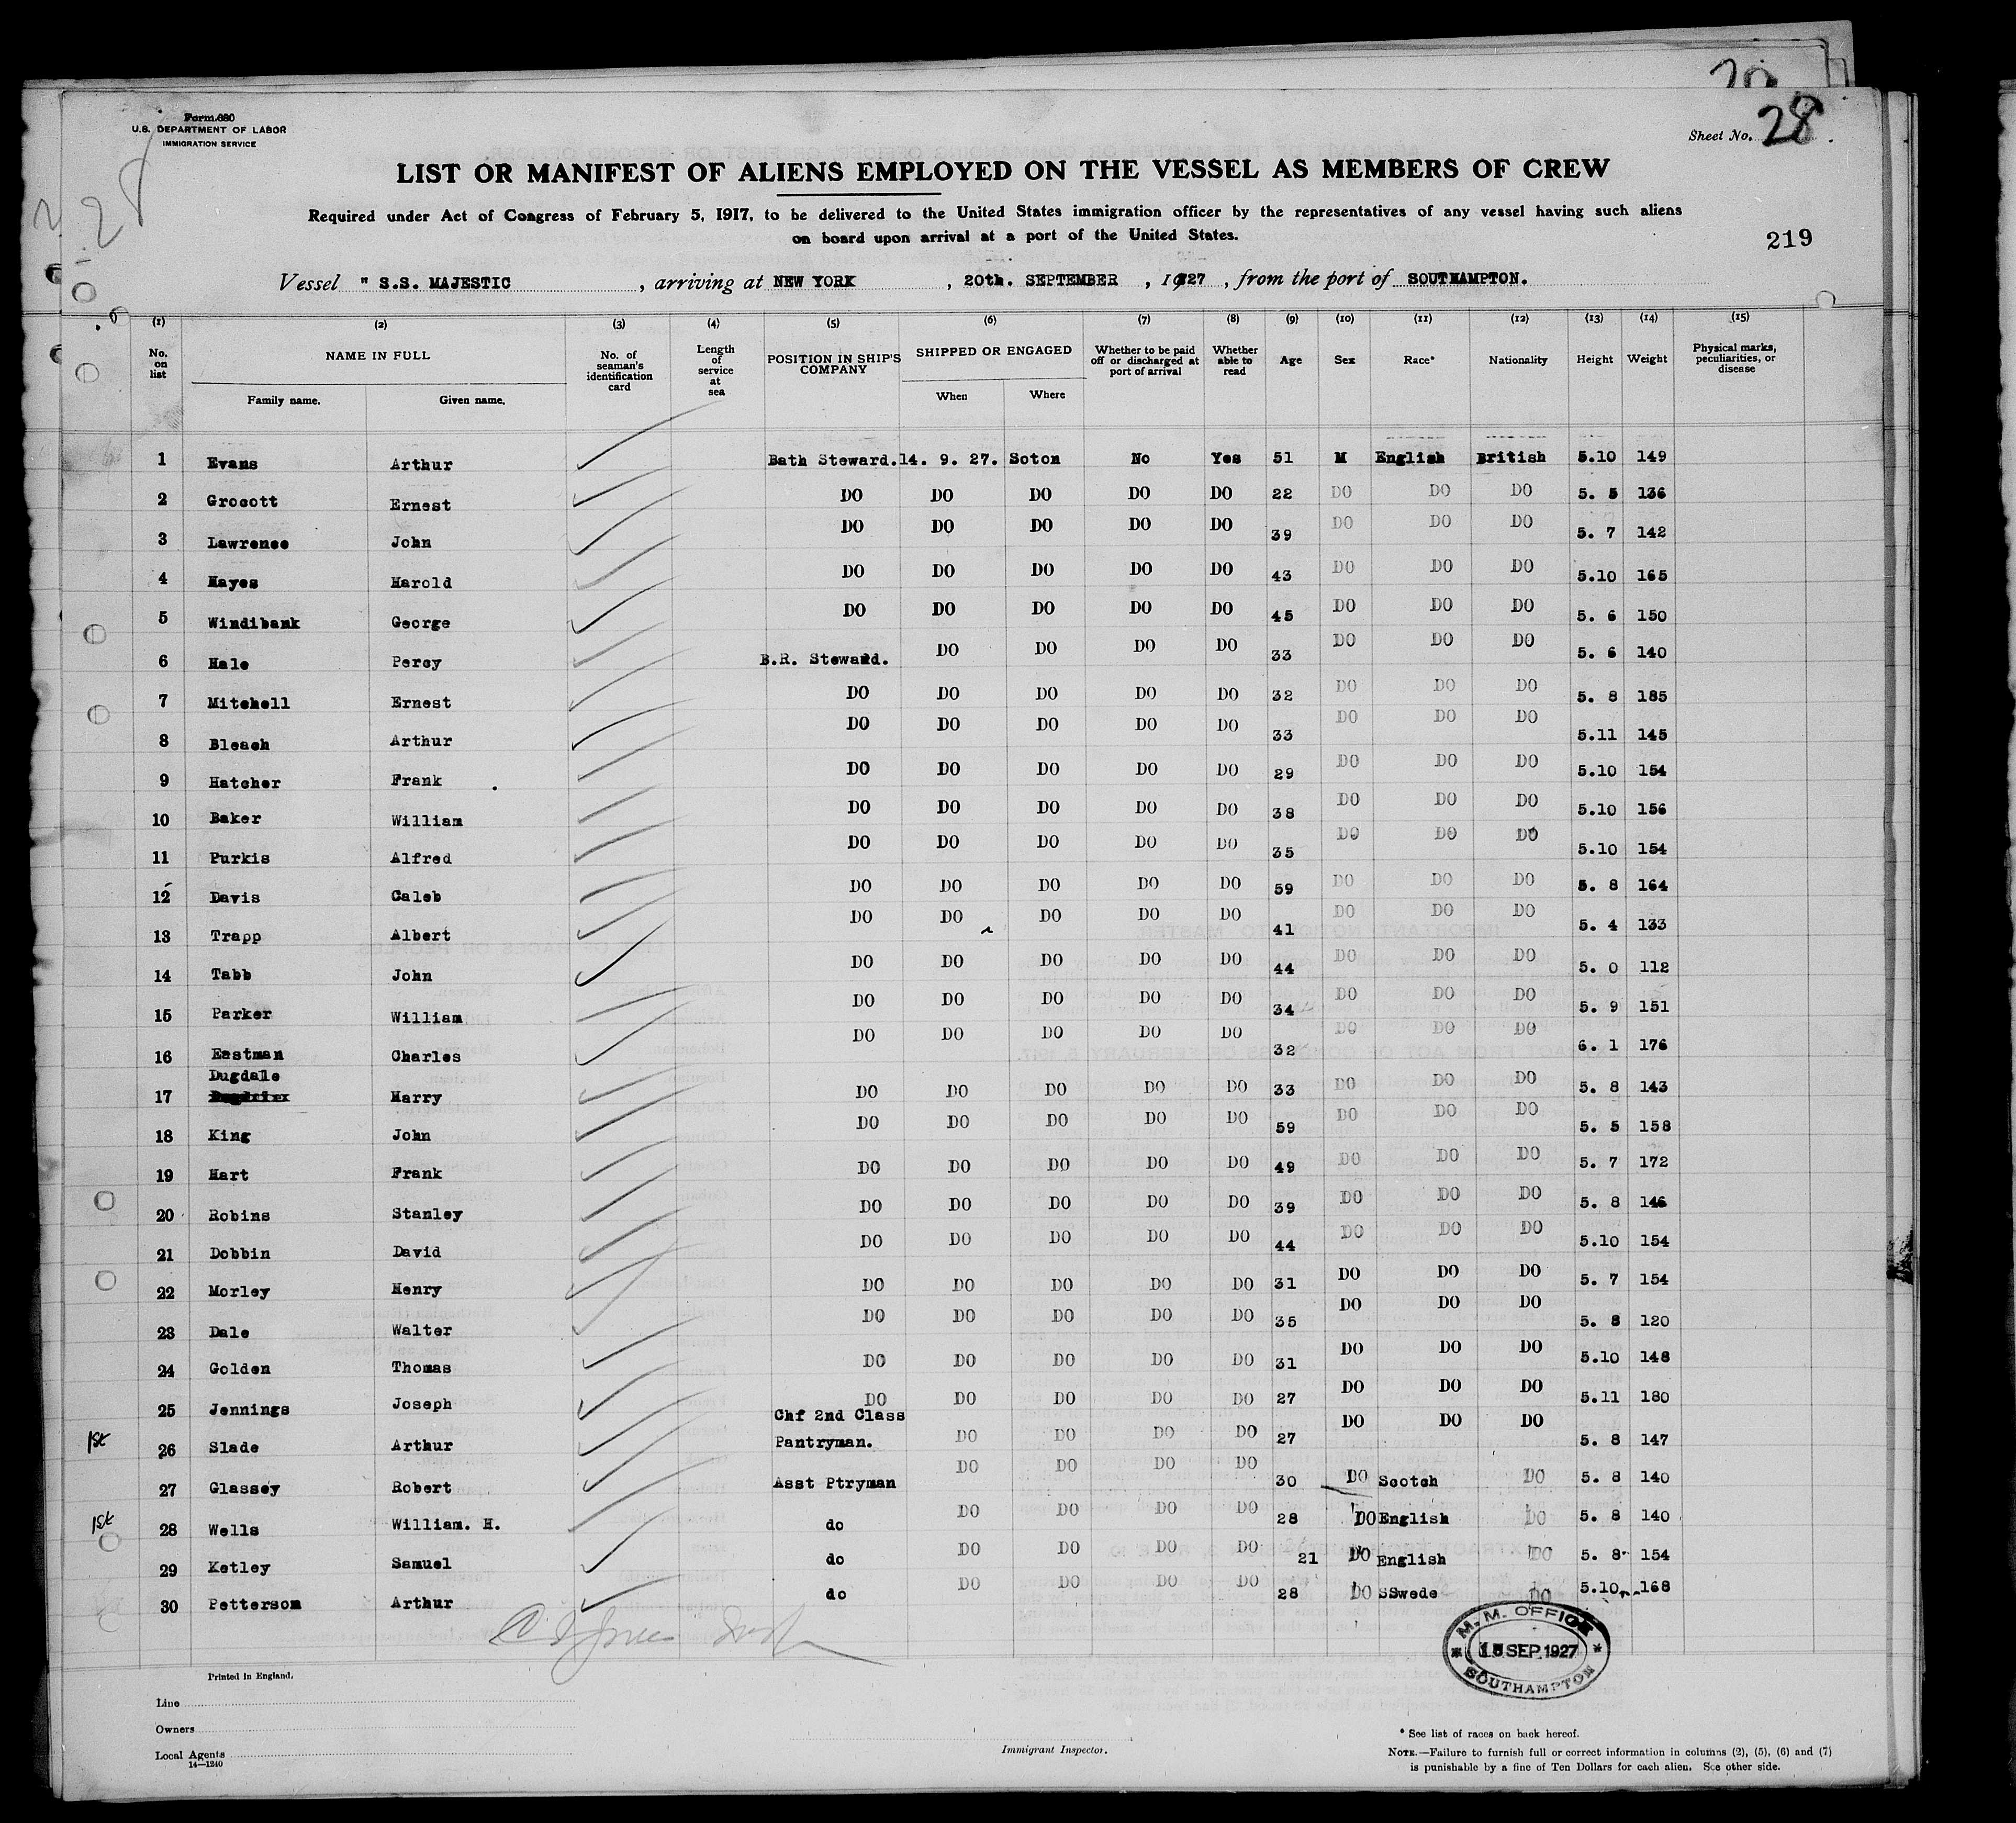 Form 680
U.S. DEPARTMENT OF LABOR
IMMIGRATION SERVICE
Sheet No. 28
LIST OR MANIFEST OF ALIENS EMPLOYED ON THE VESSEL AS MEMBERS OF CREW
Required under Act of Congress of February 5, 1917, to be delivered to the United States immigration officer by the representatives of any vessel having such aliens
on board upon arrival at a port of the United States.
219
Vessel " S.S. MAJESTIC , arriving at NEW YORK , 20th. SEPTEMBER , 1927 , from the port of SOUTHAMPTON.
(1) (2) (3) (4) (5) (6) (7) (8) (9) (10) (11) (12) (13) (14) (15)
No. on list NAME IN FULL Family name. Given name. No. of seaman's identification card Length of service at sea POSITION IN SHIP'S COMPANY SHIPPED OR ENGAGED When Where Whether to be paid off or discharged at port of arrival Whether able to read Age Sex Race* Nationality Height Weight Physical marks, peculiarities, or disease
1 Evans Arthur Bath Steward. 14. 9. 27. Soton No Yes 51 M English British 5.10 149
2 Grocott Ernest DO DO DO DO DO 22 DO DO DO 5. 5 136
3 Lawrence John DO DO DO DO DO 39 DO DO DO 5. 7 142
4 Hayes Harold DO DO DO DO DO 43 DO DO DO 5.10 165
5 Windibank George DO DO DO DO DO 45 DO DO DO 5. 6 150
6 Hale Percy B.R. Steward. DO DO DO DO 33 DO DO DO 5. 6 140
7 Mitchell Ernest DO DO DO DO DO 32 DO DO DO 5. 8 185
8 Bleach Arthur DO DO DO DO DO 33 DO DO DO 5.11 145
9 Hatcher Frank DO DO DO DO DO 29 DO DO DO 5.10 154
10 Baker William DO DO DO DO DO 38 DO DO DO 5.10 156
11 Purkis Alfred DO DO DO DO DO 35 DO DO DO 5.10 154
12 Davis Caleb DO DO DO DO DO 59 DO DO DO 5. 8 164
13 Trapp Albert DO DO DO DO DO 41 DO DO DO 5. 4 133
14 Tabb John DO DO DO DO DO 44 DO DO DO 5. 0 112
15 Parker William DO DO DO DO DO 34 DO DO DO 5. 9 151
16 Eastman Charles DO DO DO DO DO 32 DO DO DO 6. 1 176
17 Dugdale Harry DO DO DO DO DO 33 DO DO DO 5. 8 143
18 King John DO DO DO DO DO 59 DO DO DO 5. 5 158
19 Hart Frank DO DO DO DO DO 49 DO DO DO 5. 7 172
20 Robins Stanley DO DO DO DO DO 39 DO DO DO 5. 8 146
21 Dobbin David DO DO DO DO DO 44 DO DO DO 5.10 154
22 Morley Henry DO DO DO DO DO 31 DO DO DO 5. 7 154
23 Dale Walter DO DO DO DO DO 35 DO DO DO 5. 8 120
24 Golden Thomas DO DO DO DO DO 31 DO DO DO 5.10 148
25 Jennings Joseph DO DO DO DO DO 27 DO DO DO 5.11 180
1st 26 Slade Arthur Chf 2nd Class Pantryman. DO DO DO DO 27 DO DO DO 5. 8 147
27 Glassey Robert Asst Ptryman DO DO DO DO 30 DO Scotch DO 5. 8 140
1st 28 Wells William. H. do DO DO DO DO 28 DO English DO 5. 8 140
29 Ketley Samuel do DO DO DO DO 21 DO English DO 5. 8 154
30 Petterson Arthur do DO DO DO DO 28 DO SSwede DO 5.10 168
M. M. OFFICE
15 SEP. 1927
SOUTHAMPTON
Printed in England.
Line
Owners
Local Agents
14—1240
Immigrant Inspector.
* See list of races on back hereof.
NOTE.—Failure to furnish full or correct information in columns (2), (5), (6) and (7)
is punishable by a fine of Ten Dollars for each alien. See other side.